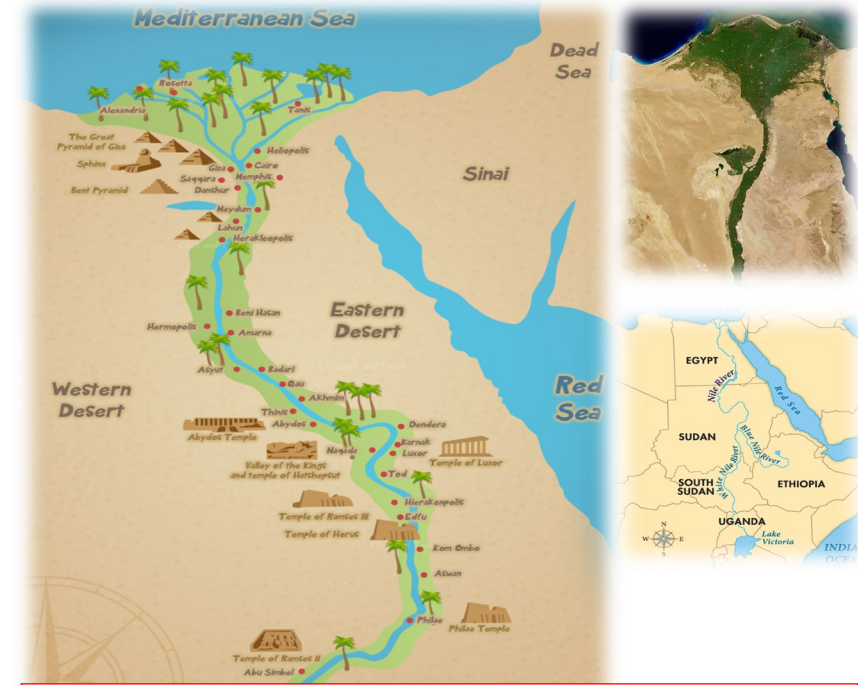 Mediterranean Sea
Dead
Sea
Rosetta
Alexandria
Tanis
The Great
Pyramid of Giza
Heliopolis
Sphinx
Giza
Cairo
Saqqara
Memphis
Bent Pyramid
Danshur
Sinai
Meydum
Lahun
Herakleopolis
Beni Hasan
Hermopolis
Amarna
Eastern
Desert
Asyut
Badari
Qau
Western
Desert
Akhmim
Thinis
Abydos
Abydos Temple
Dendera
Naqada
Karnak
Luxor
Valley of the Kings
and temple of Hatshepsut
Temple of Luxor
Tod
Red
Sea
Temple of Ramses III
Hierakonpolis
Edfu
Temple of Horus
Kom Ombo
Aswan
Philae
Philae Temple
Temple of Ramses II
Abu Simbel
EGYPT
Nile River
Red Sea
SUDAN
Blue Nile River
White Nile River
SOUTH
SUDAN
ETHIOPIA
UGANDA
Lake
Victoria
N
W
E
S